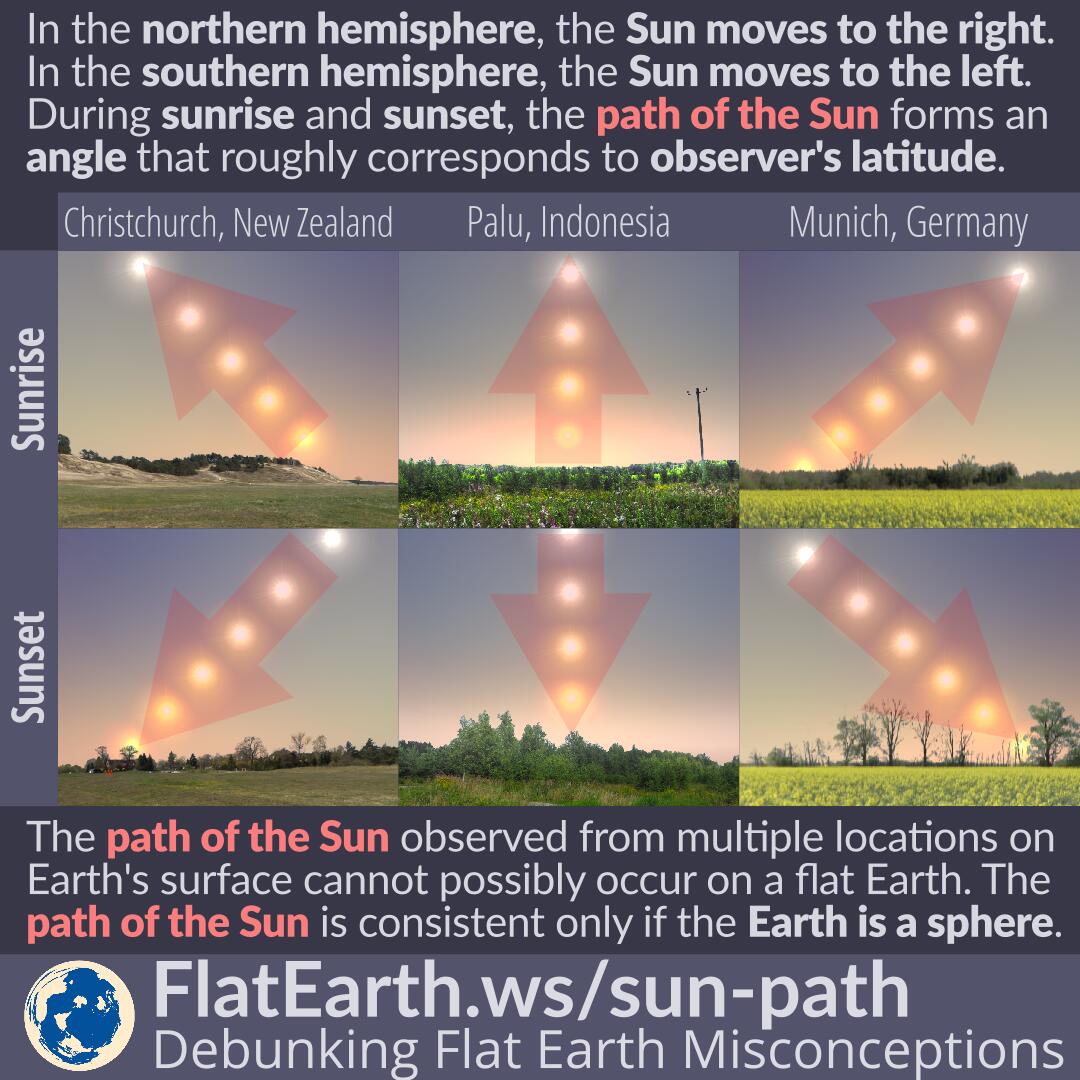 In the northern hemisphere, the Sun moves to the right.
In the southern hemisphere, the Sun moves to the left.
During sunrise and sunset, the path of the Sun forms an
angle that roughly corresponds to observer's latitude.
Christchurch, New Zealand
Palu, Indonesia
Munich, Germany
Sunrise
Sunset
The path of the Sun observed from multiple locations on
Earth's surface cannot possibly occur on a flat Earth. The
path of the Sun is consistent only if the Earth is a sphere.
FlatEarth.ws/sun-path
Debunking Flat Earth Misconceptions